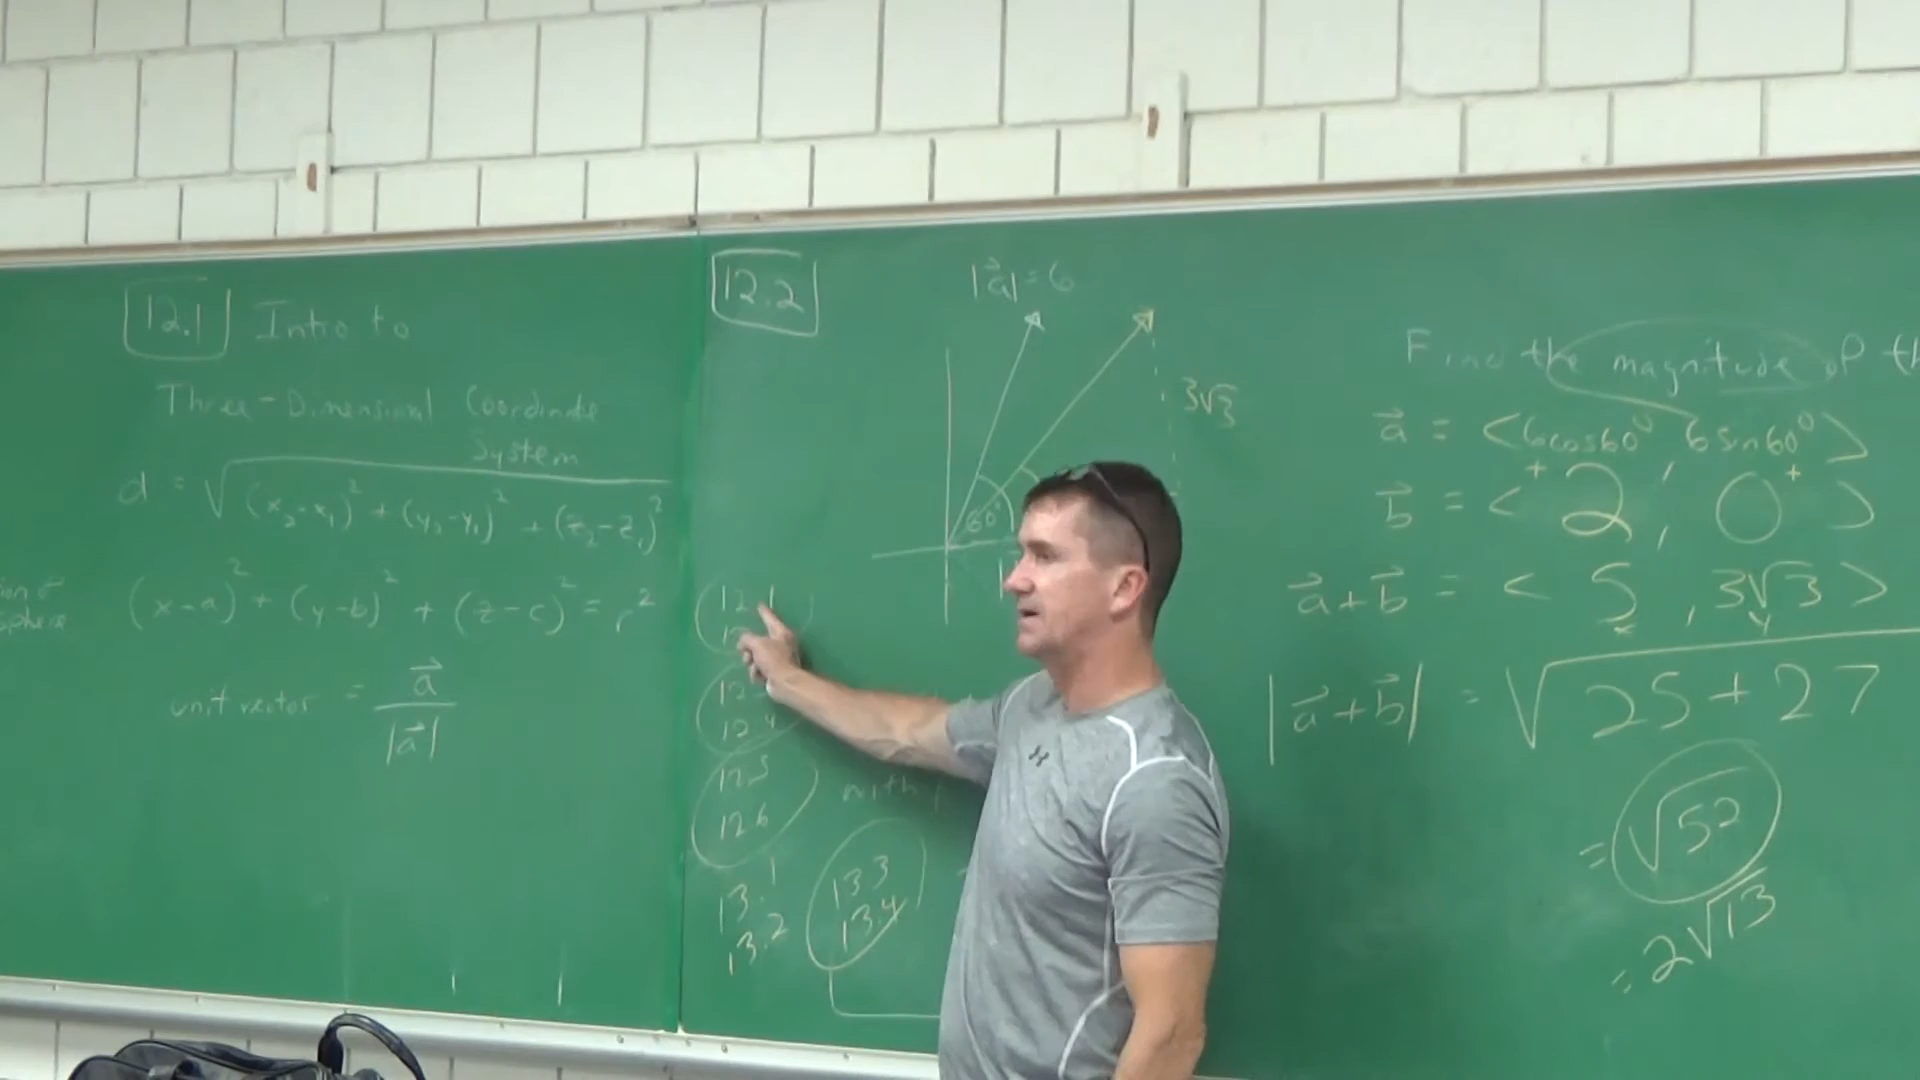 12.1 Intro to
Three-Dimensional Coordinate
System
d = √(x₂-x₁)² + (y₂-y₁)² + (z₂-z₁)²
(x-a)² + (y-b)² + (z-c)² = r²
unit vector = a⃗ / |a⃗|
12.2
|a⃗| = 6
3√3
60°
12.1
12.4
12.5
12.6
with
13.1
13.2
13.3
13.4
Find the magnitude of
a⃗ = <6cos60°, 6sin60°>
b⃗ = <⁺2, 0⁺>
a⃗+b⃗ = <5, 3√3>
x y
|a⃗+b⃗| = √25+27
= √52
= 2√13